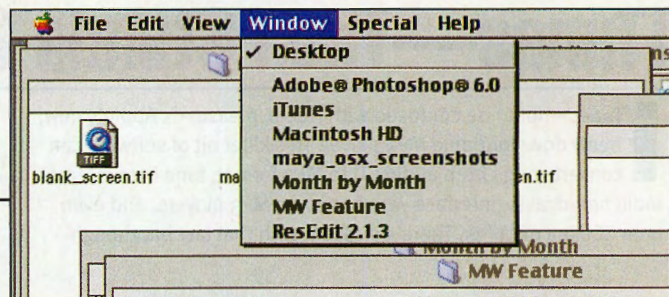 File Edit View Window Special Help
✓ Desktop
Adobe® Photoshop® 6.0
iTunes
Macintosh HD
maya_osx_screenshots
Month by Month
MW Feature
ResEdit 2.1.3
TIFF
blank_screen.tif
ma
en.tif
Month by Month
MW Feature